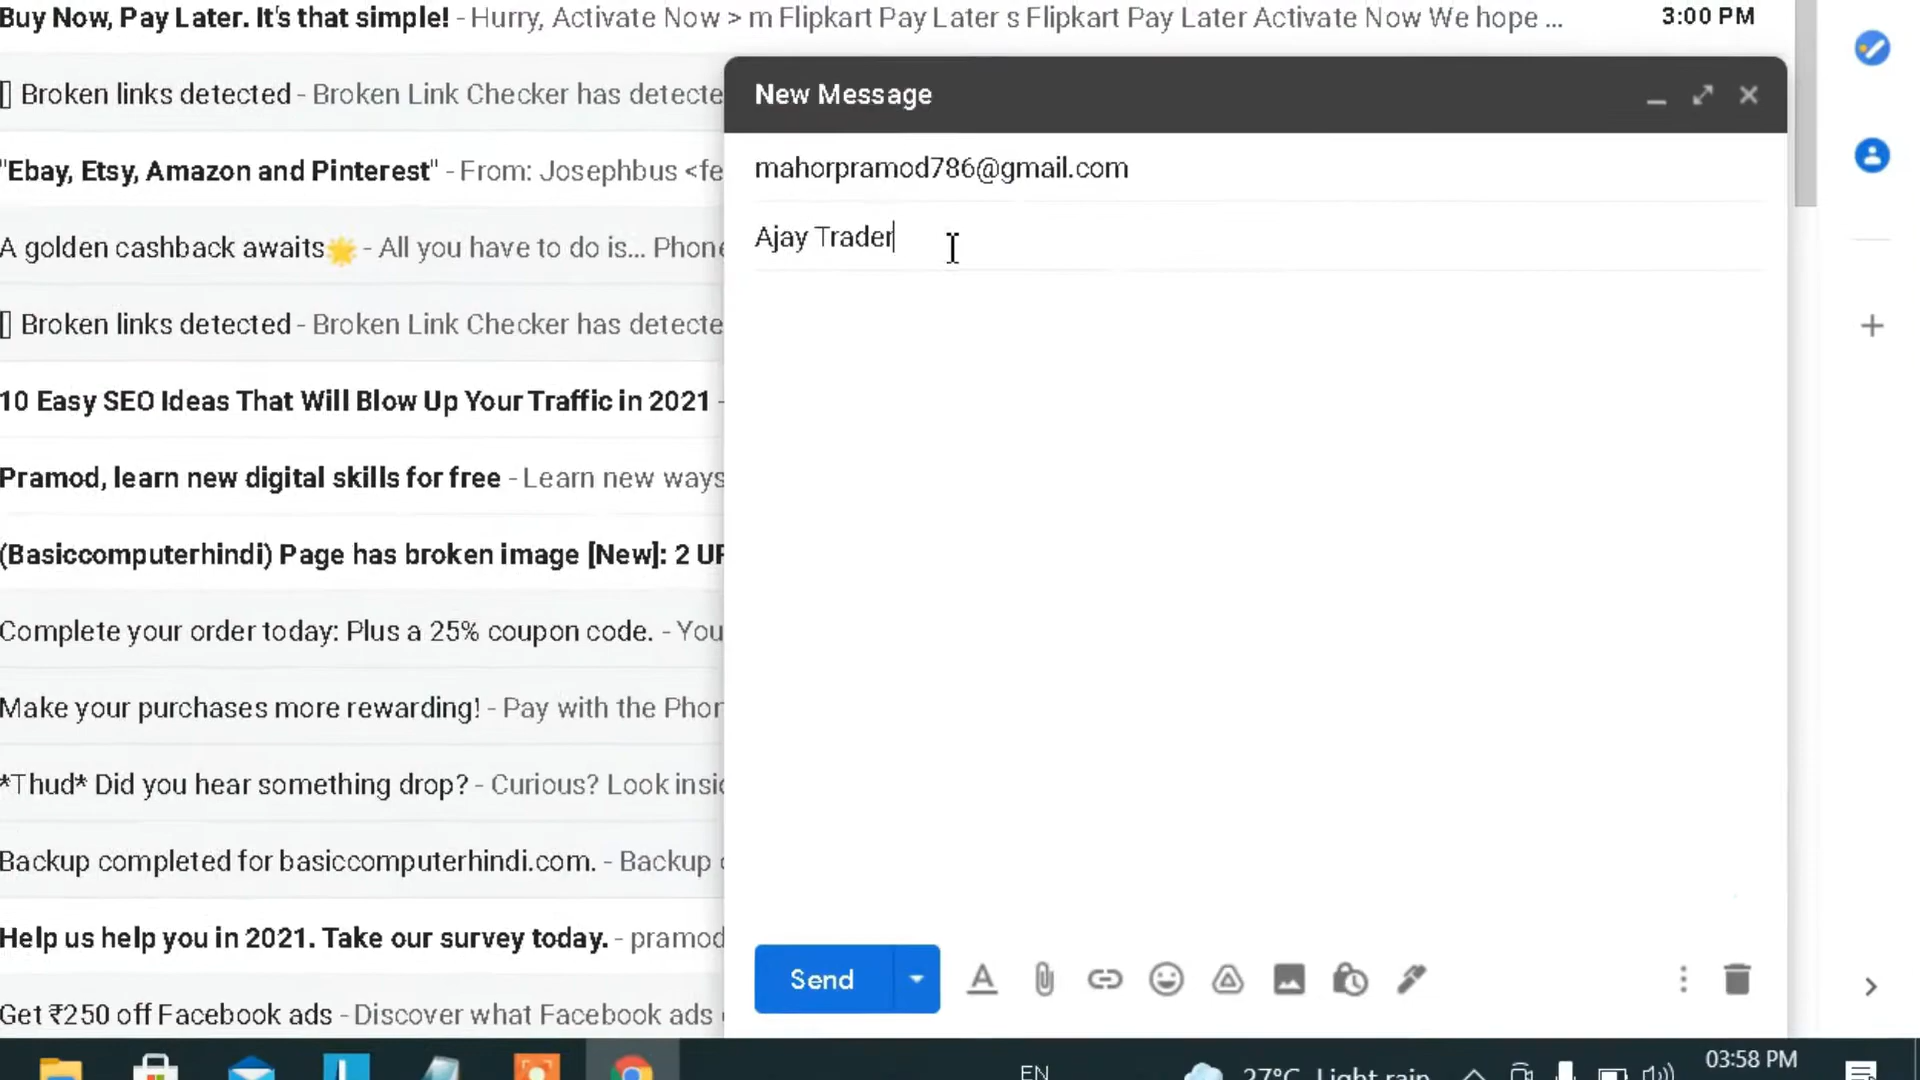 Buy Now, Pay Later. It's that simple! - Hurry, Activate Now > m Flipkart Pay Later s Flipkart Pay Later Activate Now We hope ... 3:00 PM
Broken links detected - Broken Link Checker has detecte
"Ebay, Etsy, Amazon and Pinterest" - From: Josephbus <fe
A golden cashback awaits🌟 - All you have to do is... Phone
Broken links detected - Broken Link Checker has detecte
10 Easy SEO Ideas That Will Blow Up Your Traffic in 2021 -
Pramod, learn new digital skills for free - Learn new ways
(Basiccomputerhindi) Page has broken image [New]: 2 UR
Complete your order today: Plus a 25% coupon code. - You
Make your purchases more rewarding! - Pay with the Phon
*Thud* Did you hear something drop? - Curious? Look insid
Backup completed for basiccomputerhindi.com. - Backup
Help us help you in 2021. Take our survey today. - pramod
Get ₹250 off Facebook ads - Discover what Facebook ads
New Message
mahorpramod786@gmail.com
Ajay Trader
Send
EN
27°C Light rain
03:58 PM